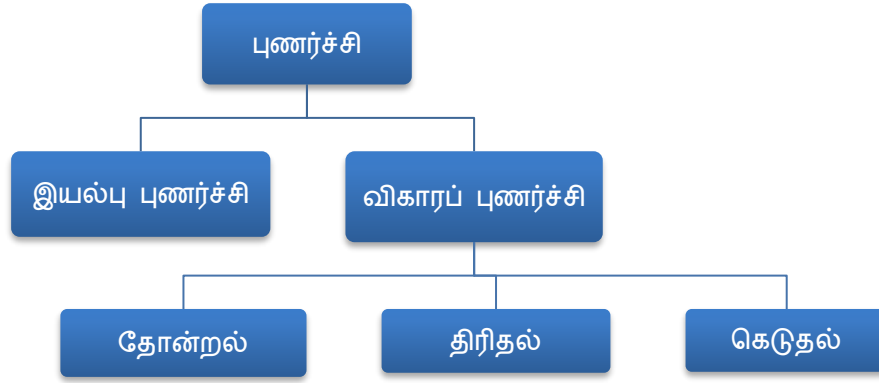 புணர்ச்சி
இயல்பு புணர்ச்சி
விகாரப் புணர்ச்சி
தோன்றல்
திரிதல்
கெடுதல்